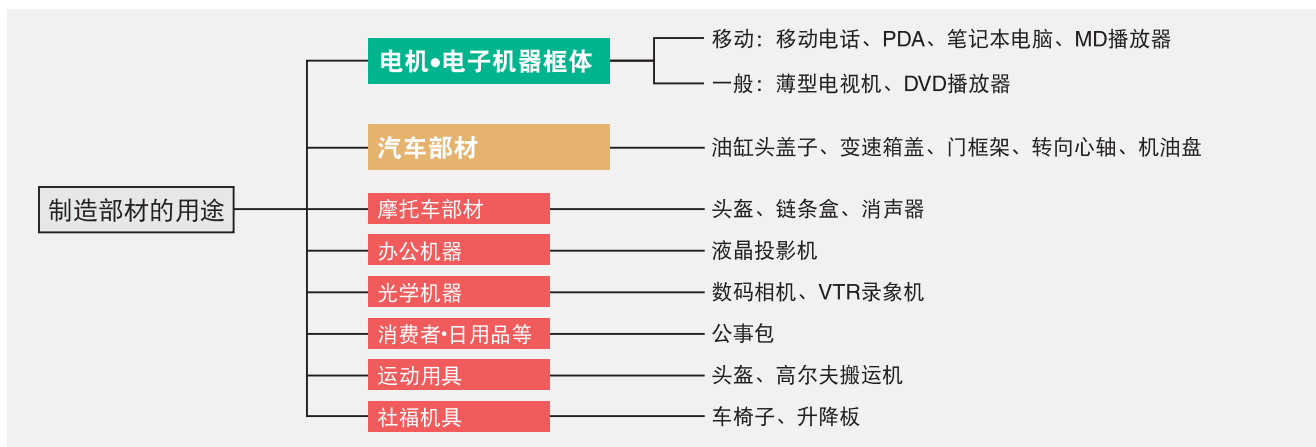 制造部材的用途
电机•电子机器框体
移动：移动电话、PDA、笔记本电脑、MD播放器
一般：薄型电视机、DVD播放器
汽车部材
油缸头盖子、变速箱盖、门框架、转向心轴、机油盘
摩托车部材
头盔、链条盒、消声器
办公机器
液晶投影机
光学机器
数码相机、VTR录象机
消费者•日用品等
公事包
运动用具
头盔、高尔夫搬运机
社福机具
车椅子、升降板